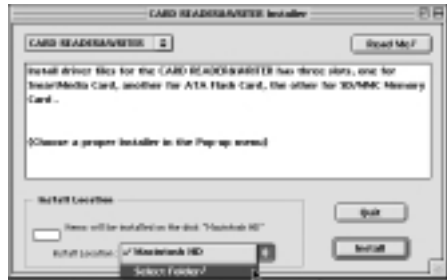 CARD READER&WRITER Installer
CARD READER&WRITER
Read Me?
Install driver files for the CARD READER&WRITER has three slots, one for
SmartMedia Card, another for ATA Flash Card, the other for SD/MMC Memory
Card .
(Choose a proper Installer in the Pop-up menu)
Install Location
Items will be installed on the disk "Macintosh HD"
Quit
Install Location: ✓ Macintosh HD
Install
Select Folder?